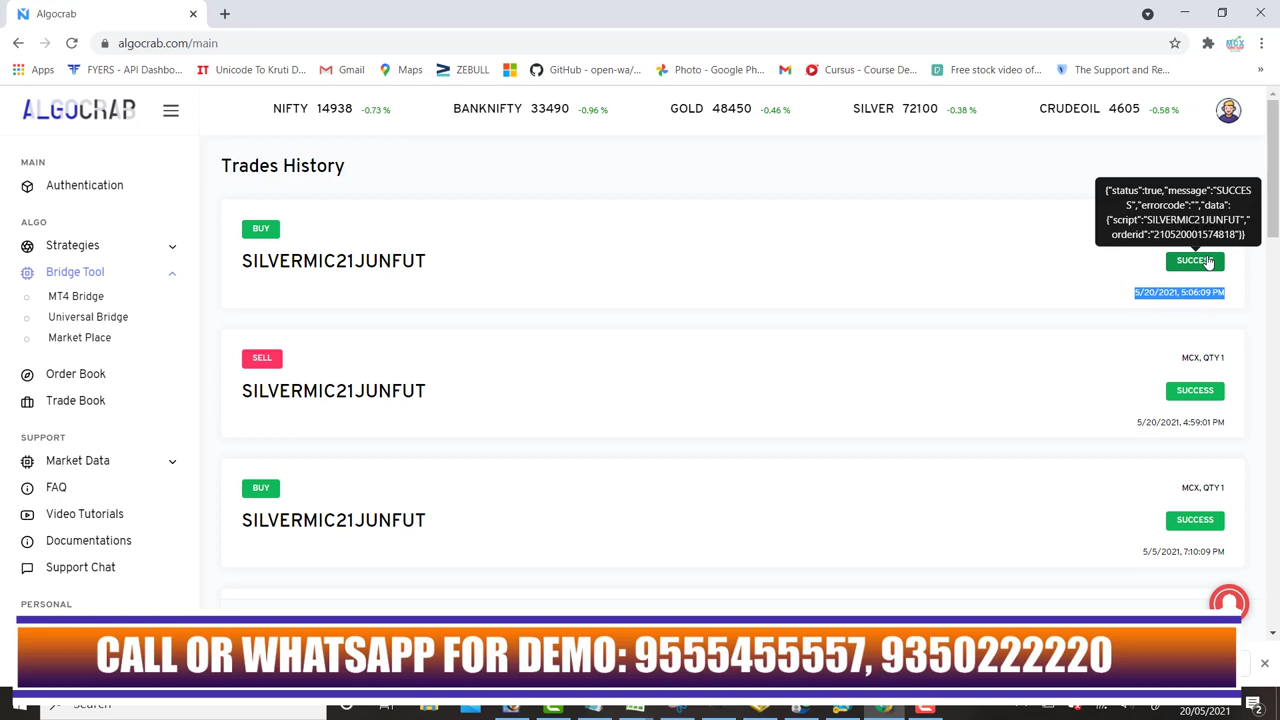 Algocrab
algocrab.com/main
Apps
FYERS - API Dashbo...
Unicode To Kruti D...
Gmail
Maps
ZEBULL
GitHub - open-wa/...
Photo - Google Ph...
Cursus - Course De...
Free stock video of...
The Support and Re...
»
ALGOCRAB
NIFTY 14938 -0.73 %
BANKNIFTY 33490 -0.96 %
GOLD 48450 -0.46 %
SILVER 72100 -0.38 %
CRUDEOIL 4605 -0.58 %
MAIN
Authentication
ALGO
Strategies
Bridge Tool
MT4 Bridge
Universal Bridge
Market Place
Order Book
Trade Book
SUPPORT
Market Data
FAQ
Video Tutorials
Documentations
Support Chat
PERSONAL
Trades History
{"status":true,"message":"SUCCES
S","errorcode":"","data":
{"script":"SILVERMIC21JUNFUT","
orderid":"210520001574818"}}
BUY
SILVERMIC21JUNFUT
SUCCESS
5/20/2021, 5:06:09 PM
SELL
MCX, QTY 1
SILVERMIC21JUNFUT
SUCCESS
5/20/2021, 4:59:01 PM
BUY
MCX, QTY 1
SILVERMIC21JUNFUT
SUCCESS
5/5/2021, 7:10:09 PM
CALL OR WHATSAPP FOR DEMO: 9555455557, 9350222220
20/05/2021